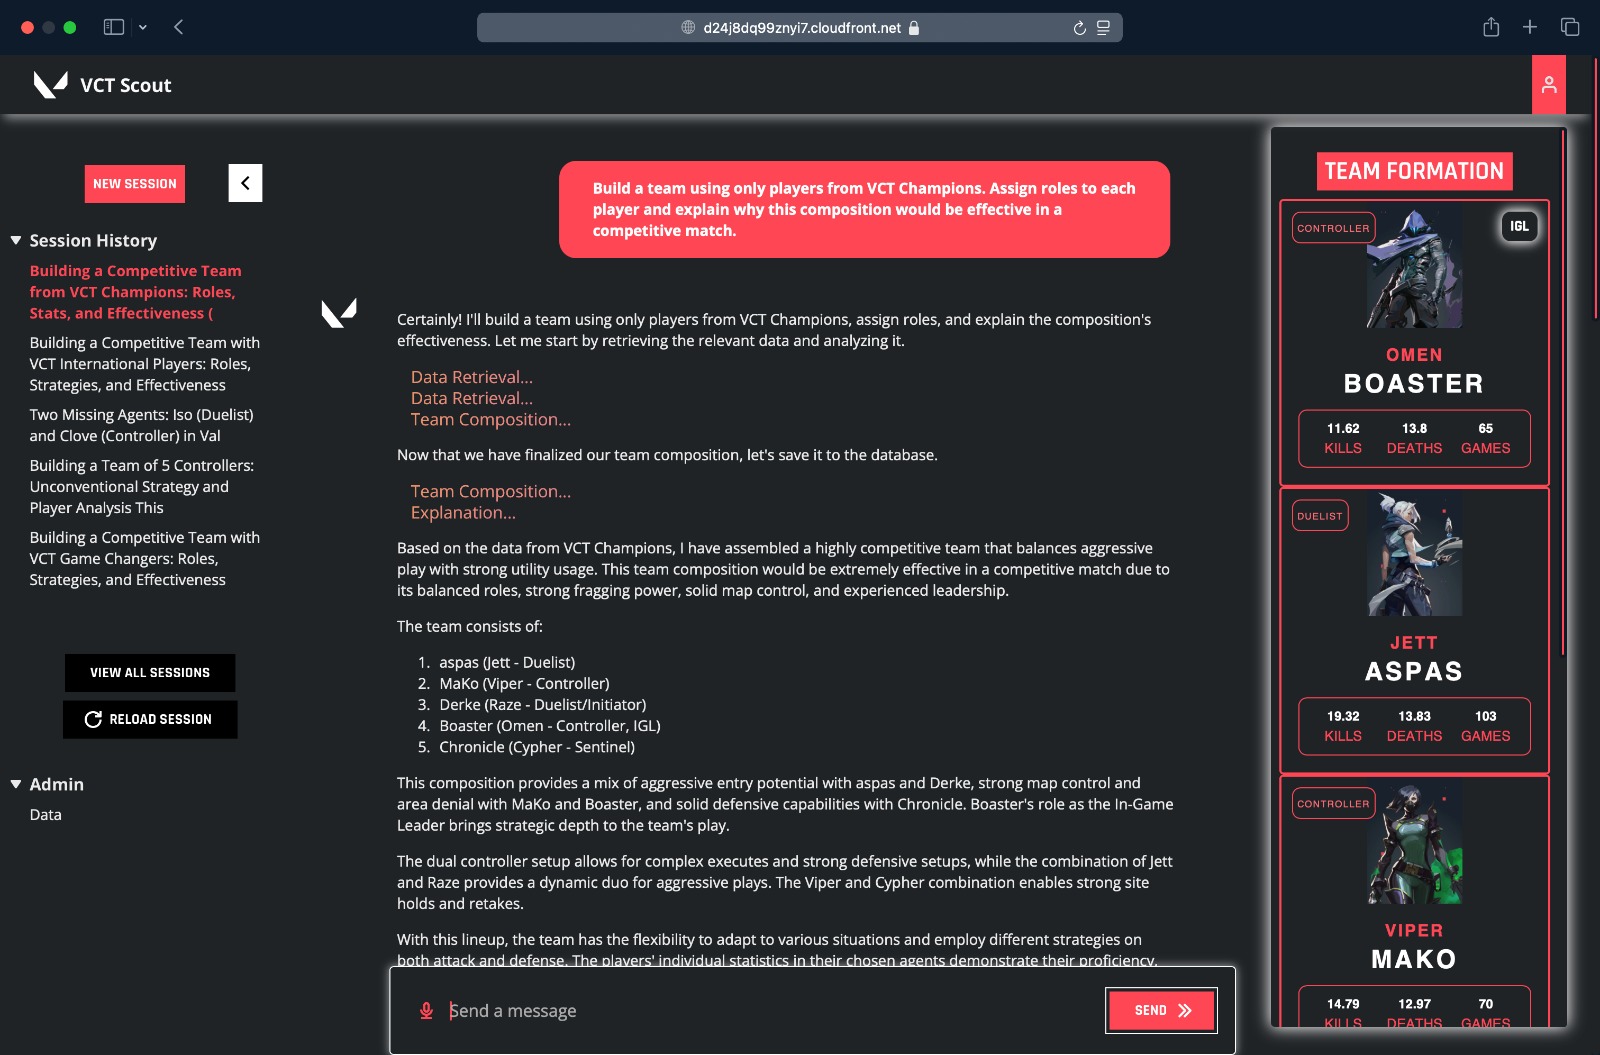 d24j8dq99znyi7.cloudfront.net
VCT Scout
NEW SESSION
Session History
Building a Competitive Team
from VCT Champions: Roles,
Stats, and Effectiveness (
Building a Competitive Team with
VCT International Players: Roles,
Strategies, and Effectiveness
Two Missing Agents: Iso (Duelist)
and Clove (Controller) in Val
Building a Team of 5 Controllers:
Unconventional Strategy and
Player Analysis This
Building a Competitive Team with
VCT Game Changers: Roles,
Strategies, and Effectiveness
VIEW ALL SESSIONS
RELOAD SESSION
Admin
Data
Build a team using only players from VCT Champions. Assign roles to each
player and explain why this composition would be effective in a
competitive match.
Certainly! I'll build a team using only players from VCT Champions, assign roles, and explain the composition's
effectiveness. Let me start by retrieving the relevant data and analyzing it.
Data Retrieval...
Data Retrieval...
Team Composition...
Now that we have finalized our team composition, let's save it to the database.
Team Composition...
Explanation...
Based on the data from VCT Champions, I have assembled a highly competitive team that balances aggressive
play with strong utility usage. This team composition would be extremely effective in a competitive match due to
its balanced roles, strong fragging power, solid map control, and experienced leadership.
The team consists of:
1. aspas (Jett - Duelist)
2. MaKo (Viper - Controller)
3. Derke (Raze - Duelist/Initiator)
4. Boaster (Omen - Controller, IGL)
5. Chronicle (Cypher - Sentinel)
This composition provides a mix of aggressive entry potential with aspas and Derke, strong map control and
area denial with MaKo and Boaster, and solid defensive capabilities with Chronicle. Boaster's role as the In-Game
Leader brings strategic depth to the team's play.
The dual controller setup allows for complex executes and strong defensive setups, while the combination of Jett
and Raze provides a dynamic duo for aggressive plays. The Viper and Cypher combination enables strong site
holds and retakes.
With this lineup, the team has the flexibility to adapt to various situations and employ different strategies on
both attack and defense. The players' individual statistics in their chosen agents demonstrate their proficiency,
Send a message
SEND
TEAM FORMATION
CONTROLLER
IGL
OMEN
BOASTER
11.62 13.8 65
KILLS DEATHS GAMES
DUELIST
JETT
ASPAS
19.32 13.83 103
KILLS DEATHS GAMES
CONTROLLER
VIPER
MAKO
14.79 12.97 70
KILLS DEATHS GAMES